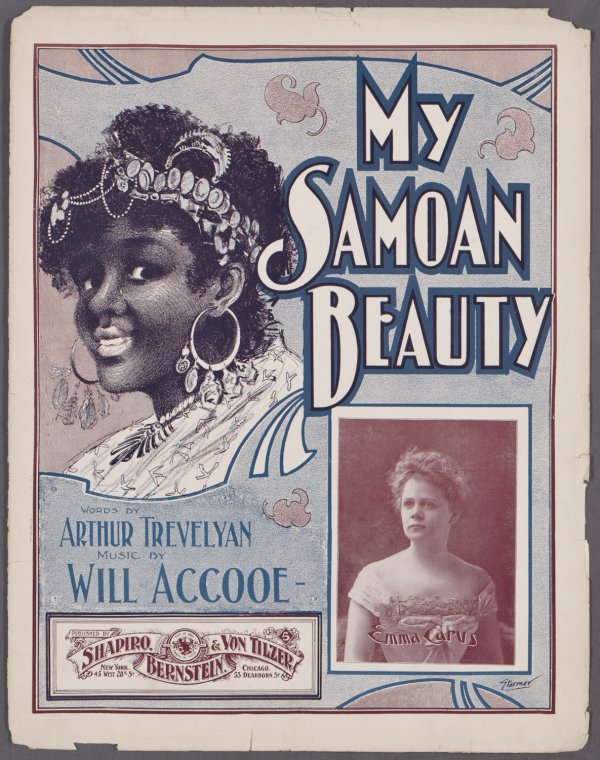 My
Samoan
Beauty
Words by
Arthur Trevelyan
Music by
Will Accooe -
Published by
Shapiro,
Bernstein
& Von Tilzer
New York
45 West 28th St
Chicago.
53 Dearborn St
Emma Carus
Starmer